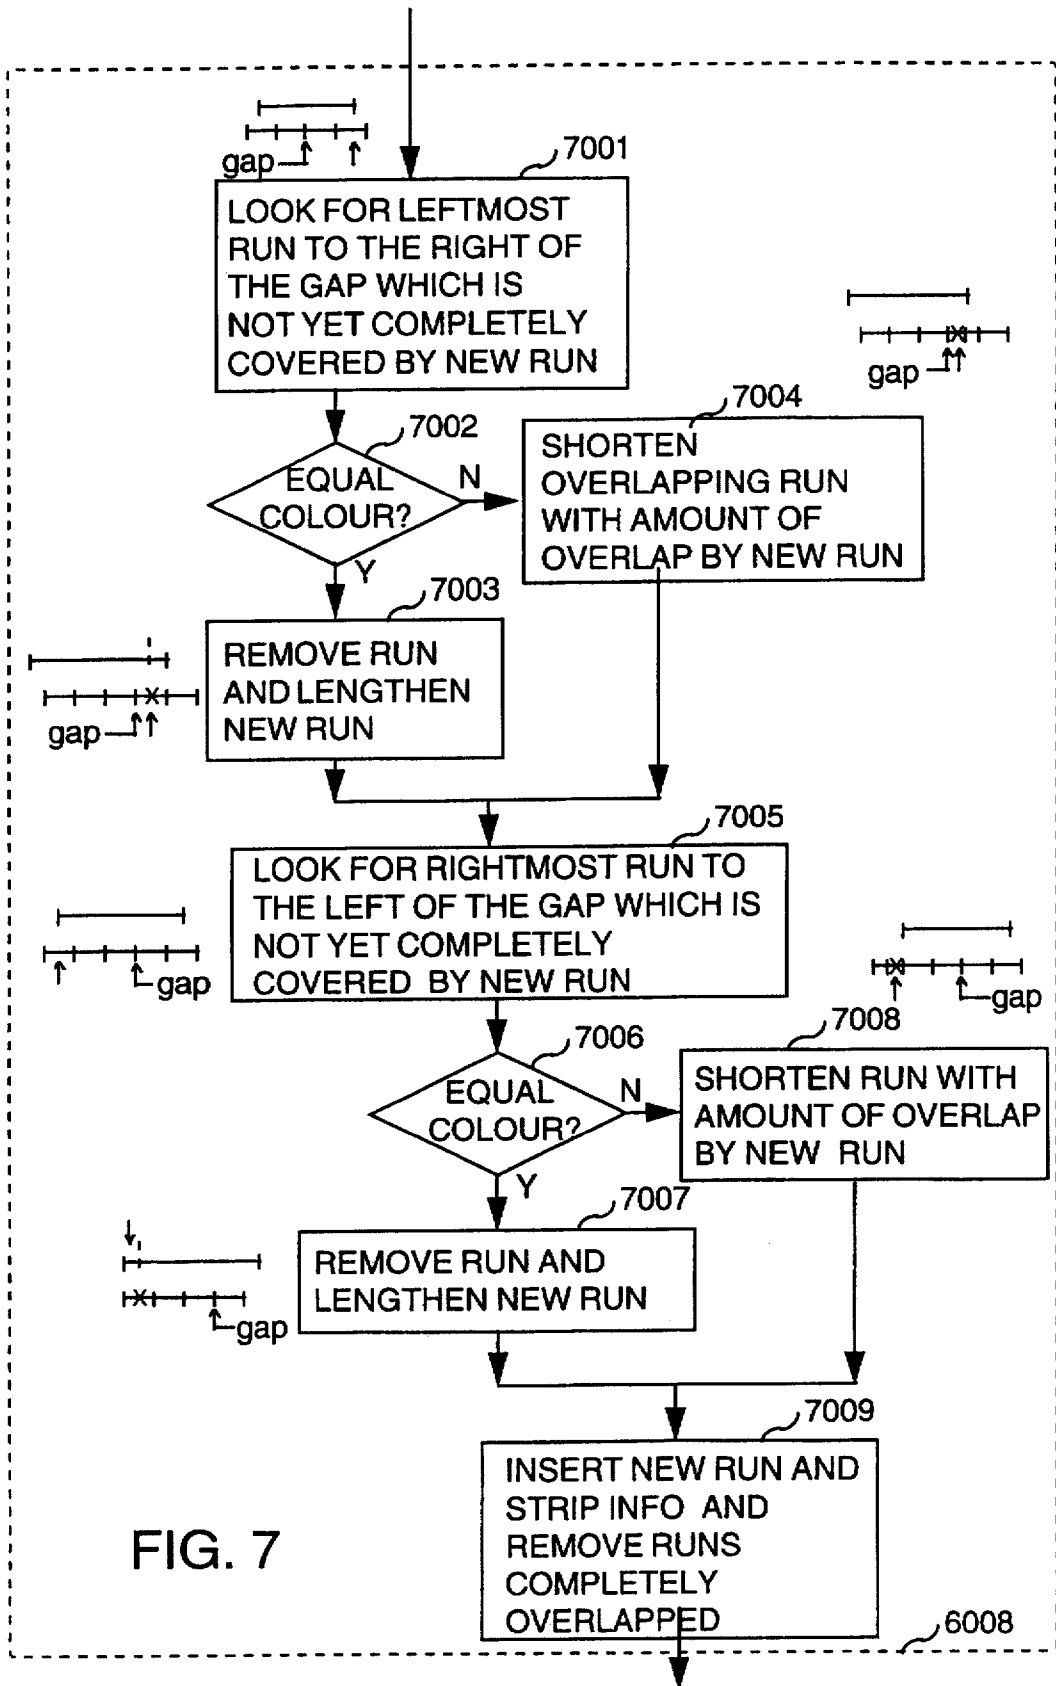 7001
gap
LOOK FOR LEFTMOST
RUN TO THE RIGHT OF
THE GAP WHICH IS
NOT YET COMPLETELY
COVERED BY NEW RUN
gap
7002
EQUAL
COLOUR?
N
Y
7004
SHORTEN
OVERLAPPING RUN
WITH AMOUNT OF
OVERLAP BY NEW RUN
7003
REMOVE RUN
AND LENGTHEN
NEW RUN
gap
7005
LOOK FOR RIGHTMOST RUN TO
THE LEFT OF THE GAP WHICH IS
NOT YET COMPLETELY
COVERED BY NEW RUN
gap
gap
7006
EQUAL
COLOUR?
N
Y
7008
SHORTEN RUN WITH
AMOUNT OF OVERLAP
BY NEW RUN
7007
REMOVE RUN AND
LENGTHEN NEW RUN
gap
7009
INSERT NEW RUN AND
STRIP INFO AND
REMOVE RUNS
COMPLETELY
OVERLAPPED
FIG. 7
6008